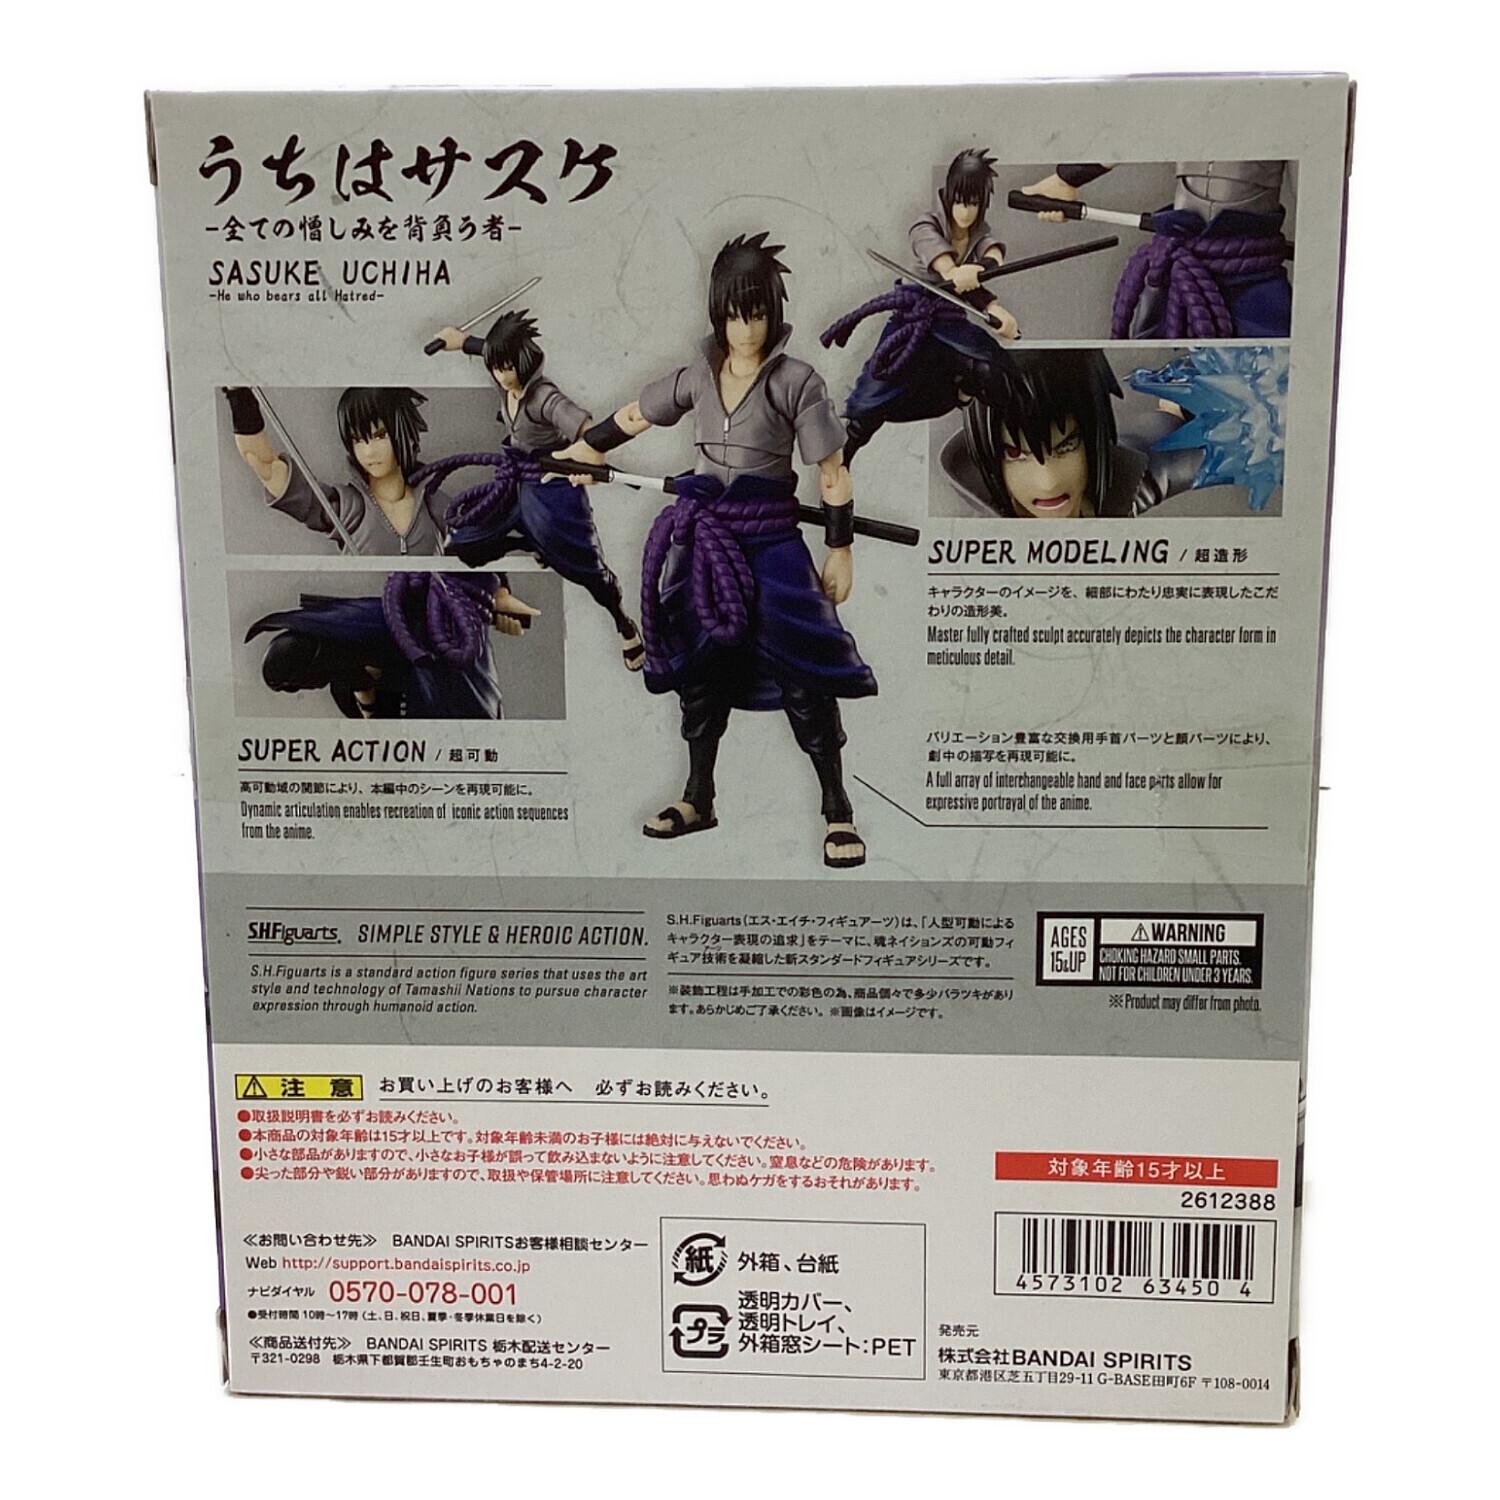 うちはサスケ
-全ての憎しみを背負う者-
SASUKE UCHIHA
-He who bears all Hatred-
SUPER MODELING / 超造形
キャラクターのイメージを、細部にわたり忠実に表現したこだ
わりの造形美。
Master fully crafted sculpt accurately depicts the character form in
meticulous detail.
バリエーション豊富な交換用手首パーツと顔パーツにより、
劇中の描写を再現可能に。
A full array of interchangeable hand and face parts allow for
expressive portrayal of the anime.
SUPER ACTION / 超可動
高可動域の関節により、本編中のシーンを再現可能に。
Dynamic articulation enables recreation of iconic action sequences
from the anime.
S.H.Figuarts. SIMPLE STYLE & HEROIC ACTION.
S.H.Figuarts is a standard action figure series that uses the art
style and technology of Tamashii Nations to pursue character
expression through humanoid action.
S.H.Figuarts(エス・エイチ・フィギュアーツ)は、「人型可動による
キャラクター表現の追求」をテーマに、魂ネイションズの可動フィ
ギュア技術を凝縮した新スタンダードフィギュアシリーズです。
※装飾工程は手加工での彩色の為、商品個々で多少バラツキがあり
ます。あらかじめご了承ください。 ※画像はイメージです。
AGES
15&UP
⚠WARNING
CHOKING HAZARD SMALL PARTS.
NOT FOR CHILDREN UNDER 3 YEARS.
※Product may differ from photo.
⚠注 意 お買い上げのお客様へ 必ずお読みください。
●取扱説明書を必ずお読みください。
●本商品の対象年齢は15才以上です。対象年齢未満のお子様には絶対に与えないでください。
●小さな部品がありますので、小さなお子様が誤って飲み込まないように注意してください。窒息などの危険があります。
●尖った部分や鋭い部分がありますので、取扱や保管場所に注意してください。思わぬケガをするおそれがあります。
対象年齢15才以上
2612388
4573102 63450 4
≪お問い合わせ先≫ BANDAI SPIRITSお客様相談センター
Web http://support.bandaispirits.co.jp
ナビダイヤル 0570-078-001
●受付時間 10時～17時(土、日、祝日、夏季・冬季休業日を除く)
≪商品送付先≫ BANDAI SPIRITS 栃木配送センター
〒321-0298 栃木県下都賀郡壬生町おもちゃのまち4-2-20
紙 外箱、台紙
プラ 透明カバー、
透明トレイ、
外箱窓シート:PET
発売元
株式会社BANDAI SPIRITS
東京都港区芝五丁目29-11 G-BASE田町6F 〒108-0014